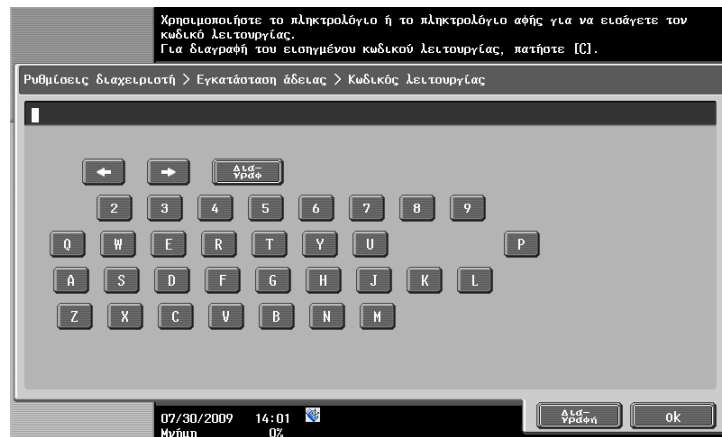 Χρησιμοποιήστε το πληκτρολόγιο ή το πληκτρολόγιο αφής για να εισάγετε τον
κωδικό λειτουργίας.
Για διαγραφή του εισηγμένου κωδικού λειτουργίας, πατήστε [C].
Ρυθμίσεις διαχειριστή > Εγκατάσταση άδειας > Κωδικός λειτουργίας
Δια-
γραφ
2 3 4 5 6 7 8 9
Q W E R T Y U P
A S D F G H J K L
Z X C V B N M
Δια-
γραφή
ok
07/30/2009 14:01
Μνήμη 0%